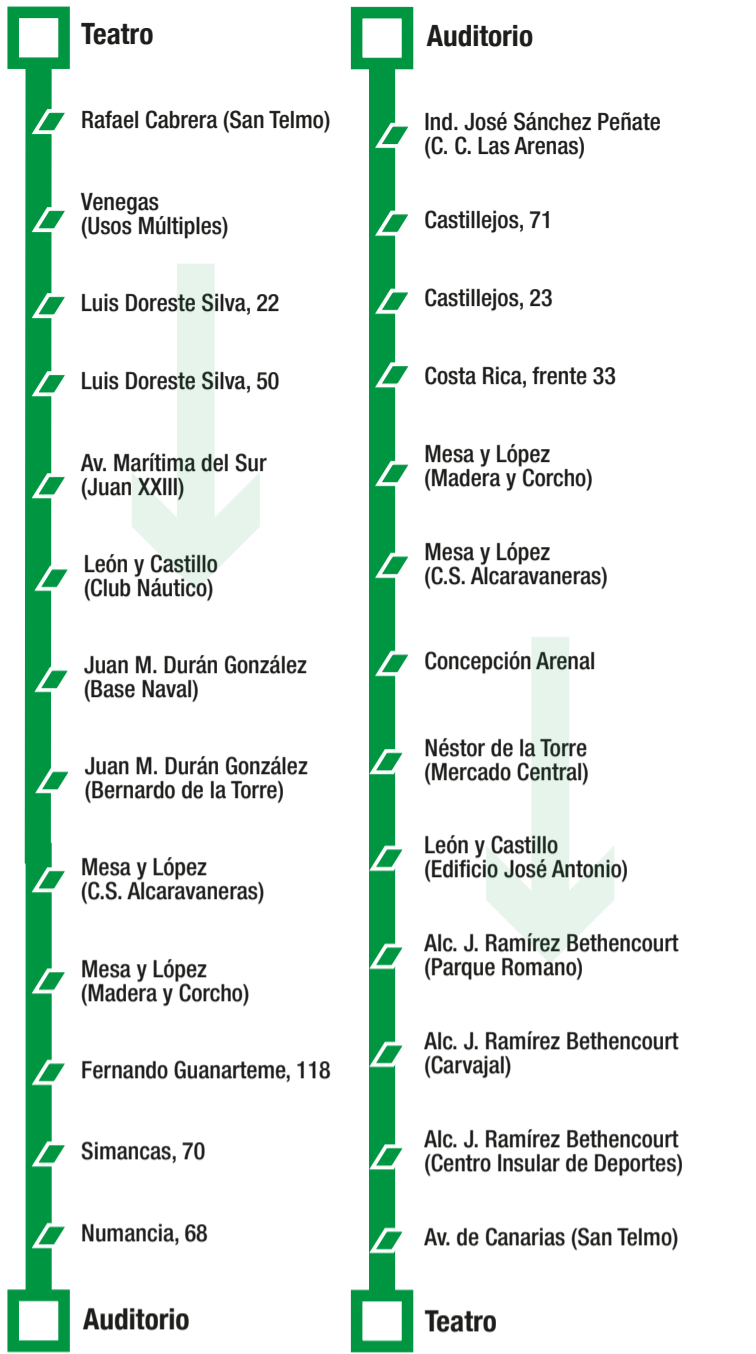 Teatro
Rafael Cabrera (San Telmo)
Venegas
(Usos Múltiples)
Luis Doreste Silva, 22
Luis Doreste Silva, 50
Av. Marítima del Sur
(Juan XXIII)
León y Castillo
(Club Náutico)
Juan M. Durán González
(Base Naval)
Juan M. Durán González
(Bernardo de la Torre)
Mesa y López
(C.S. Alcaravaneras)
Mesa y López
(Madera y Corcho)
Fernando Guanarteme, 118
Simancas, 70
Numancia, 68
Auditorio
Auditorio
Ind. José Sánchez Peñate
(C. C. Las Arenas)
Castillejos, 71
Castillejos, 23
Costa Rica, frente 33
Mesa y López
(Madera y Corcho)
Mesa y López
(C.S. Alcaravaneras)
Concepción Arenal
Néstor de la Torre
(Mercado Central)
León y Castillo
(Edificio José Antonio)
Alc. J. Ramírez Bethencourt
(Parque Romano)
Alc. J. Ramírez Bethencourt
(Carvajal)
Alc. J. Ramírez Bethencourt
(Centro Insular de Deportes)
Av. de Canarias (San Telmo)
Teatro